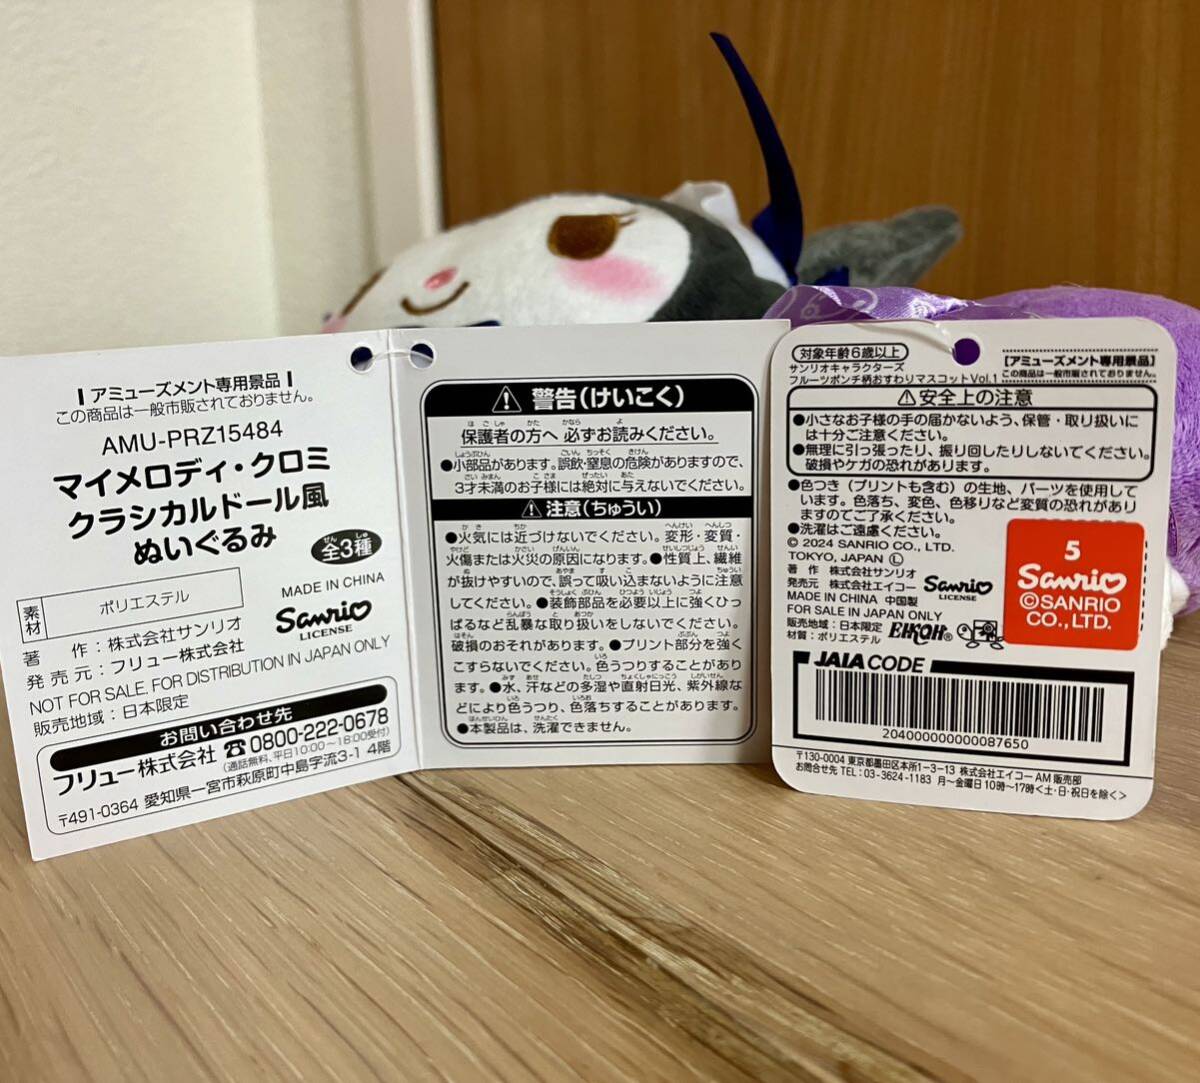 アミューズメント専用景品
この商品は一般市販されておりません。
AMU-PRZ15484
マイメロディ・クロミ
クラシカルドール風
ぬいぐるみ
全3種
素材
ポリエステル
MADE IN CHINA
Sanrio
LICENSE
著 作:株式会社サンリオ
発売元:フリュー株式会社
NOT FOR SALE. FOR DISTRIBUTION IN JAPAN ONLY
販売地域:日本限定
お問い合わせ先
フリュー株式会社 ☎0800-222-0678
(通話無料、平日10:00〜18:00受付)
〒491-0364 愛知県一宮市萩原町中島字流3-1 4階
⚠警告(けいこく)
保護者の方へ 必ずお読みください。
●小部品があります。誤飲・窒息の危険がありますので、
3才未満のお子様には絶対に与えないでください。
⚠注意(ちゅうい)
●火気には近づけないでください。変形・変質・
火傷または火災の原因になります。●性質上、繊維
が抜けやすいので、誤って吸い込まないように注意
してください。●装飾部品を必要以上に強くひっ
ぱるなど乱暴な取り扱いをしないでください。
破損のおそれがあります。●プリント部分を強く
こすらないでください。色うつりすることがあり
ます。●水、汗などの多湿や直射日光、紫外線な
どにより色うつり、色落ちすることがあります。
●本製品は、洗濯できません。
対象年齢6歳以上
【アミューズメント専用景品】
サンリオキャラクターズ
この商品は一般市販されておりません。
フルーツポンチ柄おすわりマスコットVol.1
⚠安全上の注意
●小さなお子様の手の届かないよう、保管・取り扱いに
は十分ご注意ください。
●無理に引っ張ったり、振り回したりしないでください。
破損やケガの恐れがあります。
●色つき(プリントも含む)の生地、パーツを使用して
います。色落ち、変色、色移りなど変質の恐れがあり
ますのでご了承ください。
●洗濯はご遠慮ください。
© 2024 SANRIO CO., LTD.
TOKYO, JAPAN Ⓛ
著 作 株式会社サンリオ
発売元 株式会社エイコー
MADE IN CHINA 中国製
FOR SALE IN JAPAN ONLY
販売地域:日本限定
材質:ポリエステル
Sanrio
LICENSE
EIKOH
5
Sanrio
©SANRIO
CO., LTD.
JAIA CODE
204000000000087650
〒130-0004 東京都墨田区本所1-3-13 株式会社エイコー AM販売部
お問合せ先 TEL:03-3624-1183 月〜金曜日10時〜17時<土・日・祝日を除く>